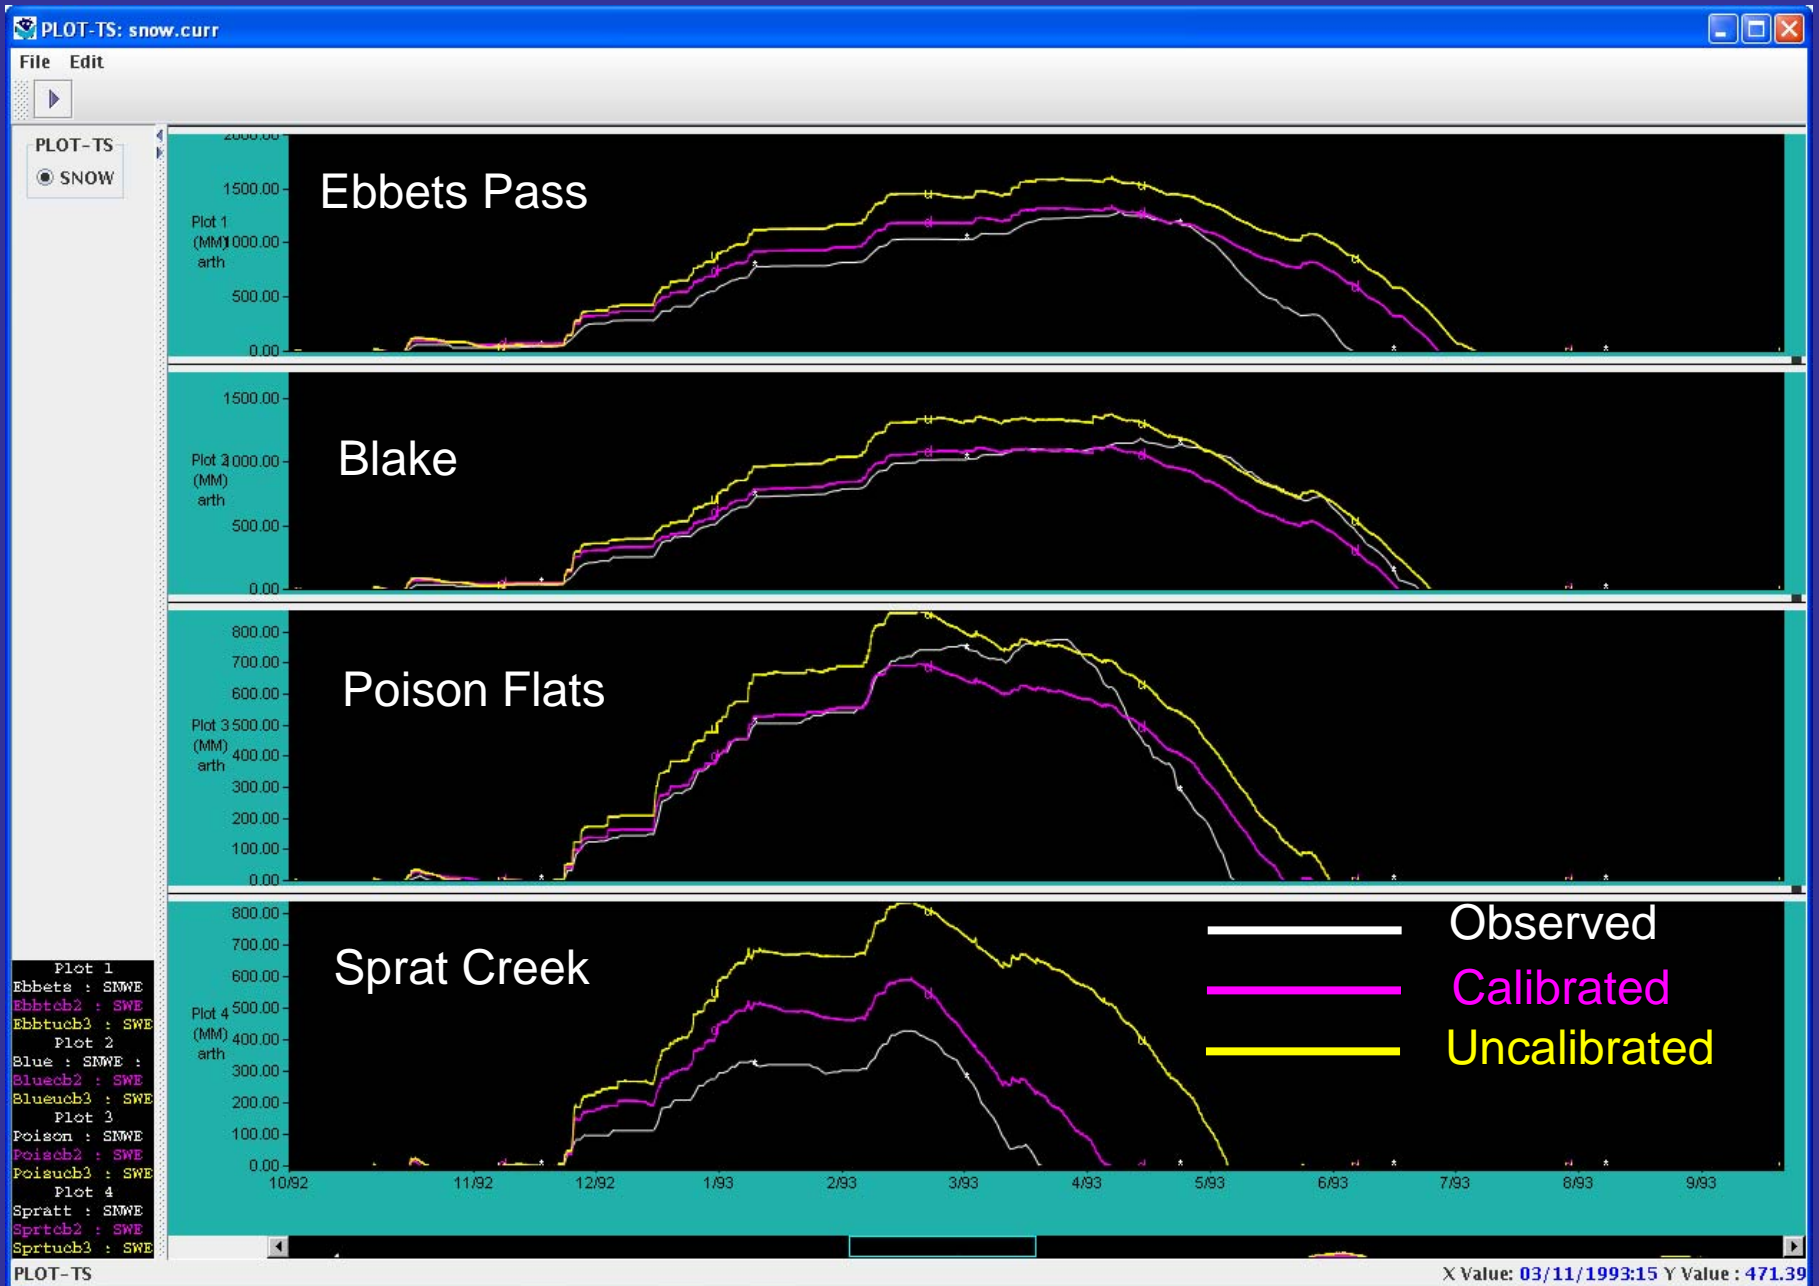 PLOT-TS: snow.curr
File Edit
PLOT-TS
SNOW
2000.00
1500.00
1000.00
500.00
0.00
Plot 1
(MM)
arth
Ebbets Pass
1500.00
1000.00
500.00
0.00
Plot 2
(MM)
arth
Blake
800.00
700.00
600.00
500.00
400.00
300.00
200.00
100.00
0.00
Plot 3
(MM)
arth
Poison Flats
800.00
700.00
600.00
500.00
400.00
300.00
200.00
100.00
0.00
Plot 4
(MM)
arth
Sprat Creek
Observed
Calibrated
Uncalibrated
10/92 11/92 12/92 1/93 2/93 3/93 4/93 5/93 6/93 7/93 8/93 9/93
Plot 1
Ebbets : SNWE
Ebbtcb2 : SWE
Ebbtucb3 : SWE
Plot 2
Blue : SNWE :
Bluecb2 : SWE
Blueucb3 : SWE
Plot 3
Poison : SNWE
Poiscb2 : SWE
Poisucb3 : SWE
Plot 4
Spratt : SNWE
Sprtcb2 : SWE
Sprtucb3 : SWE
PLOT-TS
X Value: 03/11/1993:15 Y Value : 471.39